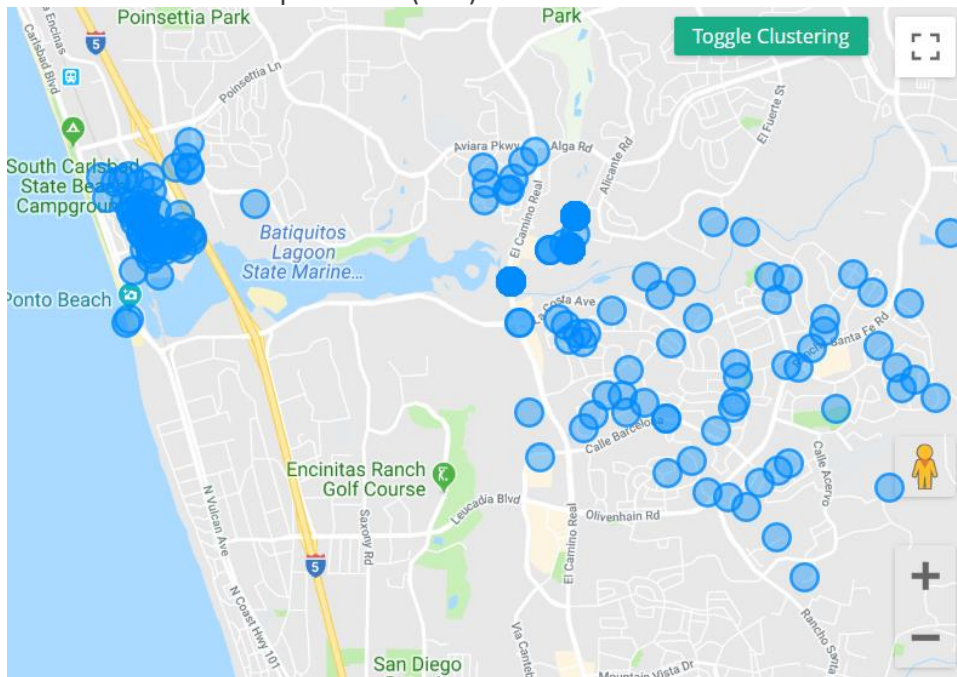 Poinsettia Park
Park
Toggle Clustering
Carlsbad Blvd
5
Poinsettia Ln
El Fuerte St
South Carlsbad
State Beach
Campground
Aviara Pkwy
Alga Rd
Alicante Rd
El Camino Real
Batiquitos
Lagoon
State Marine...
Ponto Beach
La Costa Ave
Rancho Santa Fe Rd
Calle Barcelona
Calle Acervo
Encinitas Ranch
Golf Course
Leucadia Blvd
Olivenhain Rd
N Vulcan Ave
Saxony Rd
El Camino Real
5
N Coast Hwy 101
Rancho Santa
San Diego
Via Canteb
Mountain Vista Dr